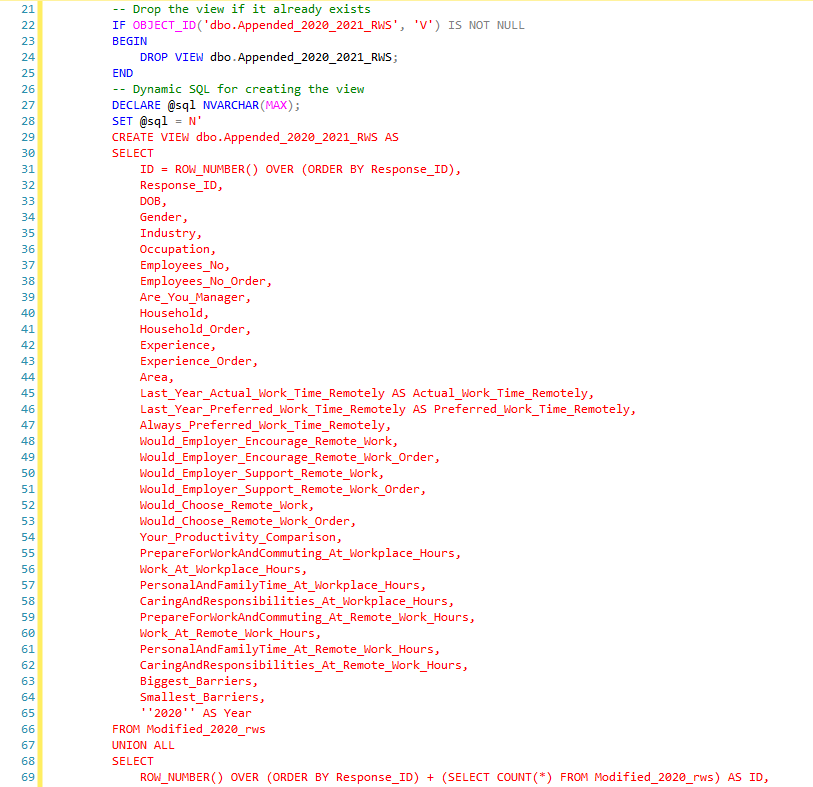 21 -- Drop the view if it already exists
22 IF OBJECT_ID('dbo.Appended_2020_2021_RWS', 'V') IS NOT NULL
23 BEGIN
24 DROP VIEW dbo.Appended_2020_2021_RWS;
25 END
26 -- Dynamic SQL for creating the view
27 DECLARE @sql NVARCHAR(MAX);
28 SET @sql = N'
29 CREATE VIEW dbo.Appended_2020_2021_RWS AS
30 SELECT
31 ID = ROW_NUMBER() OVER (ORDER BY Response_ID),
32 Response_ID,
33 DOB,
34 Gender,
35 Industry,
36 Occupation,
37 Employees_No,
38 Employees_No_Order,
39 Are_You_Manager,
40 Household,
41 Household_Order,
42 Experience,
43 Experience_Order,
44 Area,
45 Last_Year_Actual_Work_Time_Remotely AS Actual_Work_Time_Remotely,
46 Last_Year_Preferred_Work_Time_Remotely AS Preferred_Work_Time_Remotely,
47 Always_Preferred_Work_Time_Remotely,
48 Would_Employer_Encourage_Remote_Work,
49 Would_Employer_Encourage_Remote_Work_Order,
50 Would_Employer_Support_Remote_Work,
51 Would_Employer_Support_Remote_Work_Order,
52 Would_Choose_Remote_Work,
53 Would_Choose_Remote_Work_Order,
54 Your_Productivity_Comparison,
55 PrepareForWorkAndCommuting_At_Workplace_Hours,
56 Work_At_Workplace_Hours,
57 PersonalAndFamilyTime_At_Workplace_Hours,
58 CaringAndResponsibilities_At_Workplace_Hours,
59 PrepareForWorkAndCommuting_At_Remote_Work_Hours,
60 Work_At_Remote_Work_Hours,
61 PersonalAndFamilyTime_At_Remote_Work_Hours,
62 CaringAndResponsibilities_At_Remote_Work_Hours,
63 Biggest_Barriers,
64 Smallest_Barriers,
65 ''2020'' AS Year
66 FROM Modified_2020_rws
67 UNION ALL
68 SELECT
69 ROW_NUMBER() OVER (ORDER BY Response_ID) + (SELECT COUNT(*) FROM Modified_2020_rws) AS ID,